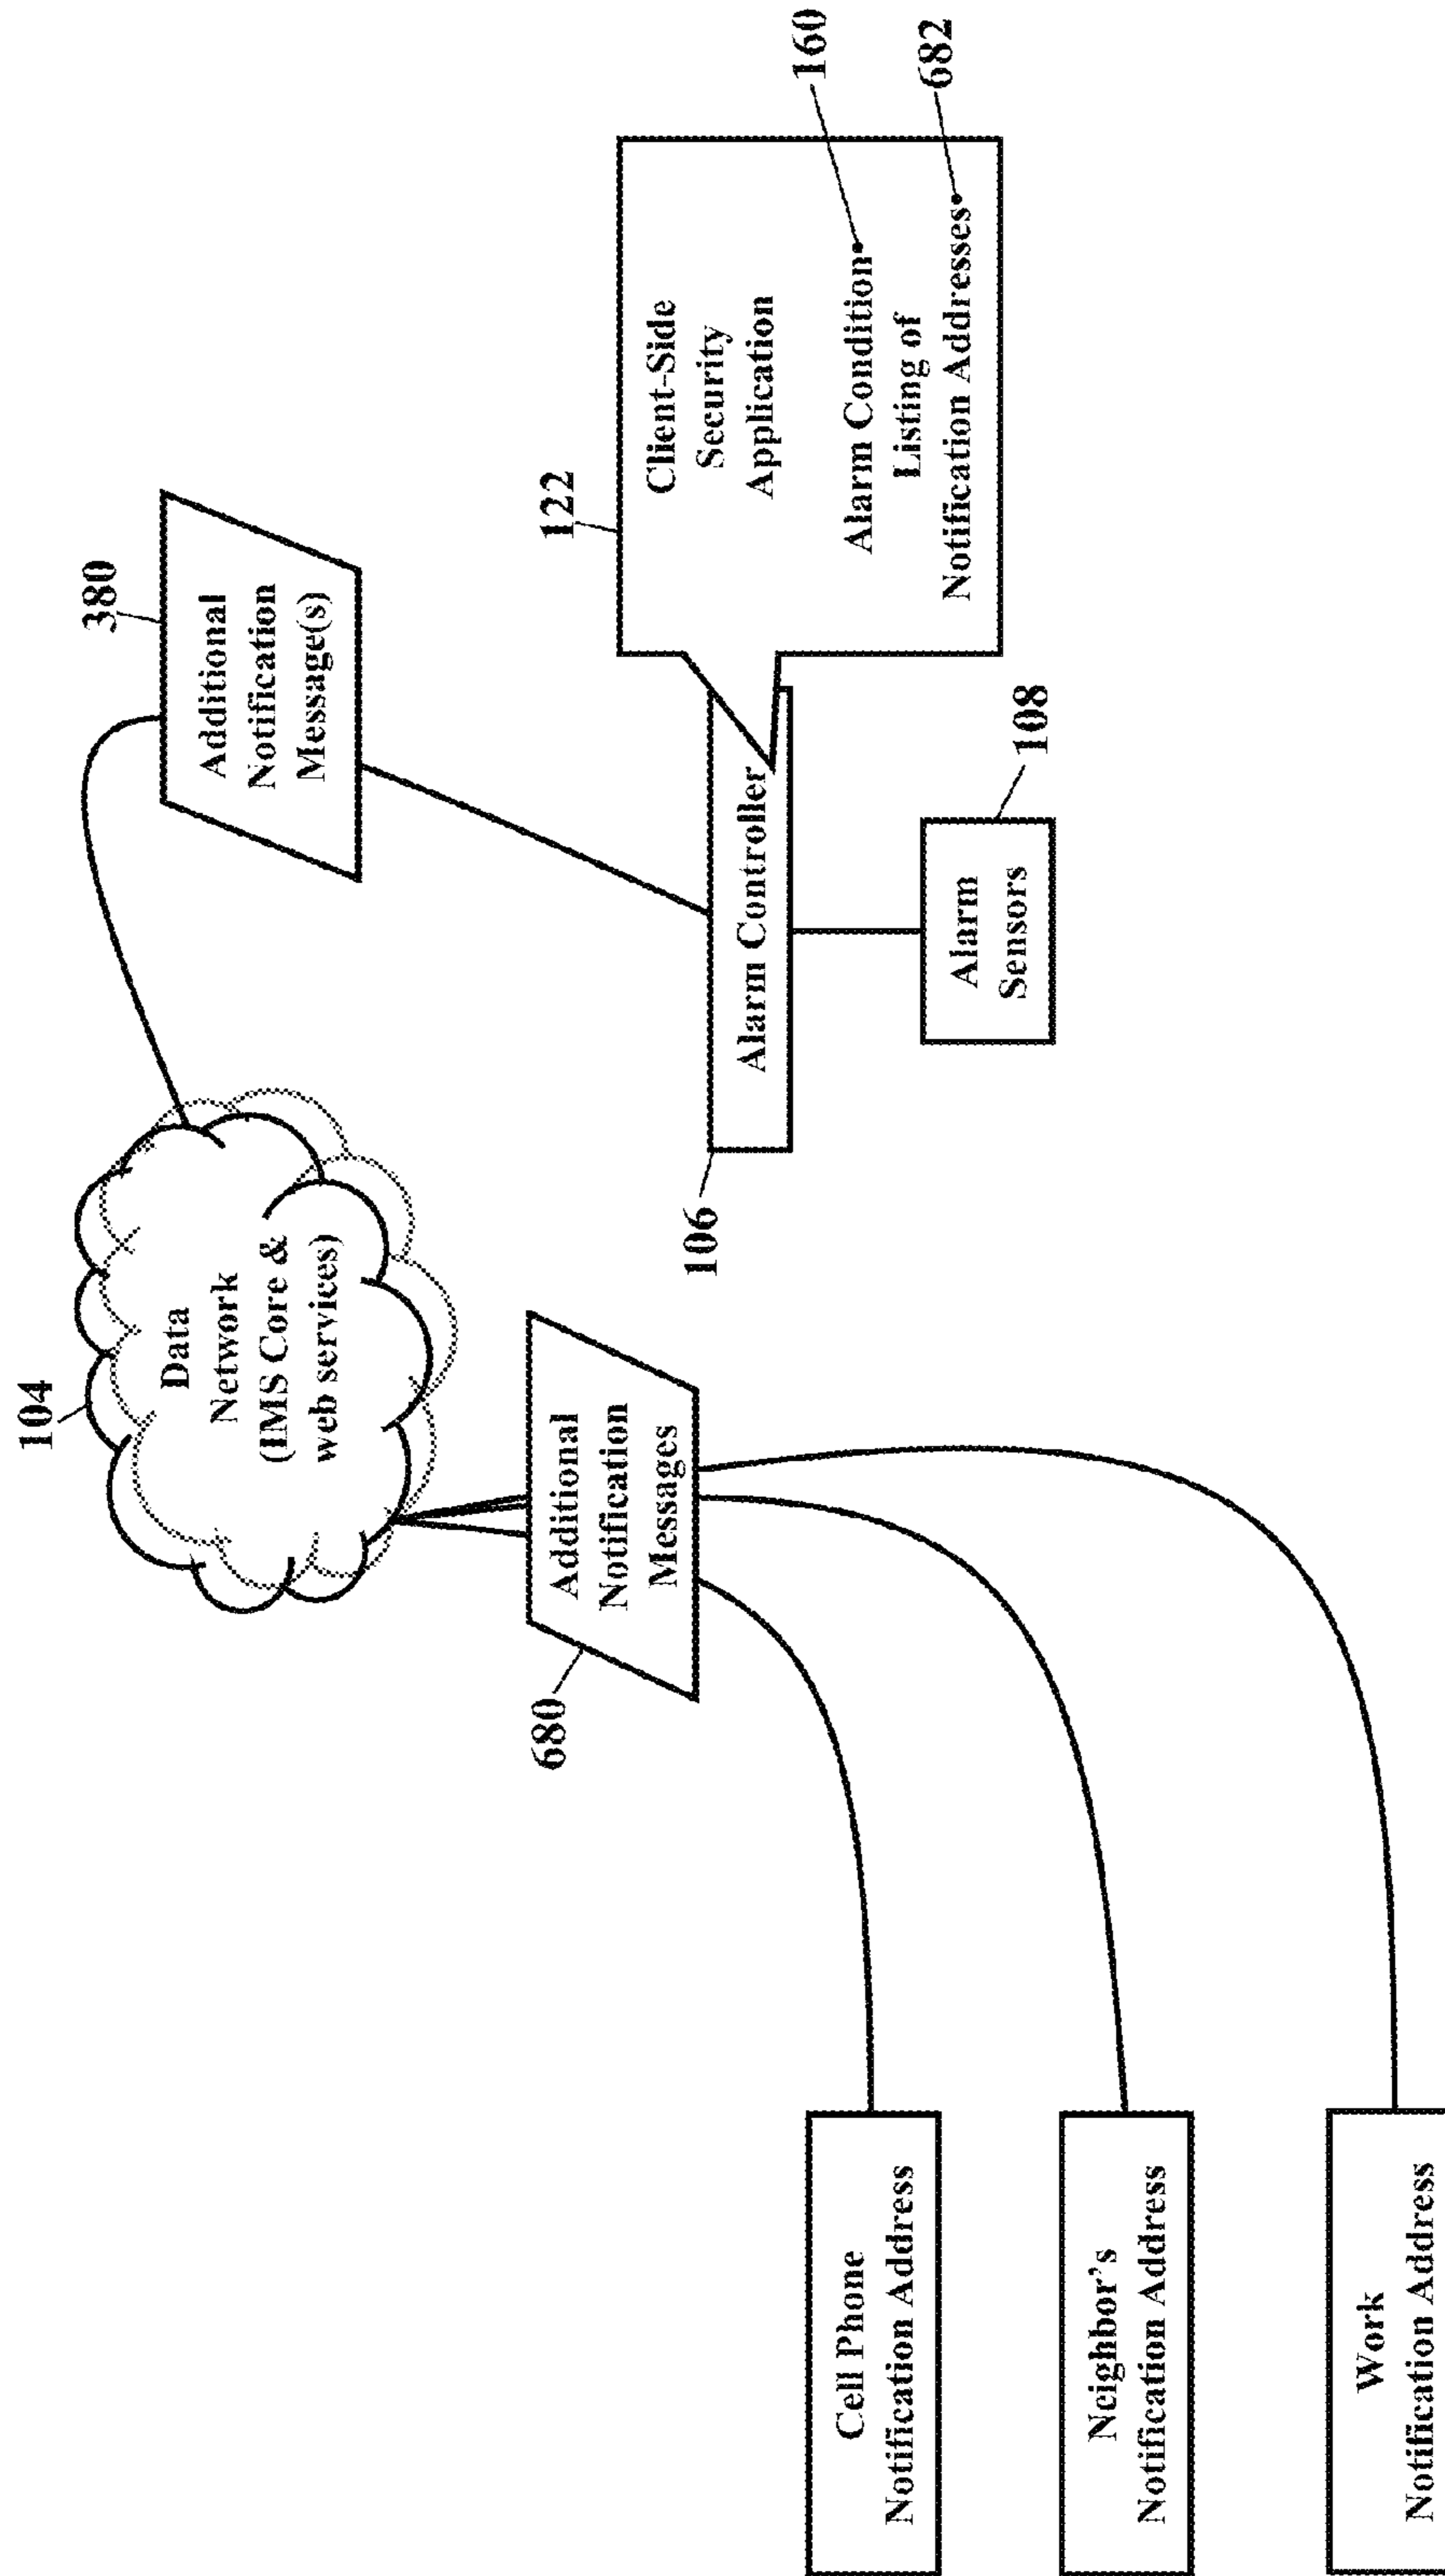 104
Data
Network
(IMS Core &
web services)
380
Additional
Notification
Message(s)
680
Additional
Notification
Messages
122
Client-Side
Security
Application
Alarm Condition
Listing of
Notification Addresses
160
682
106
Alarm Controller
Alarm
Sensors
108
Cell Phone
Notification Address
Neighbor's
Notification Address
Work
Notification Address